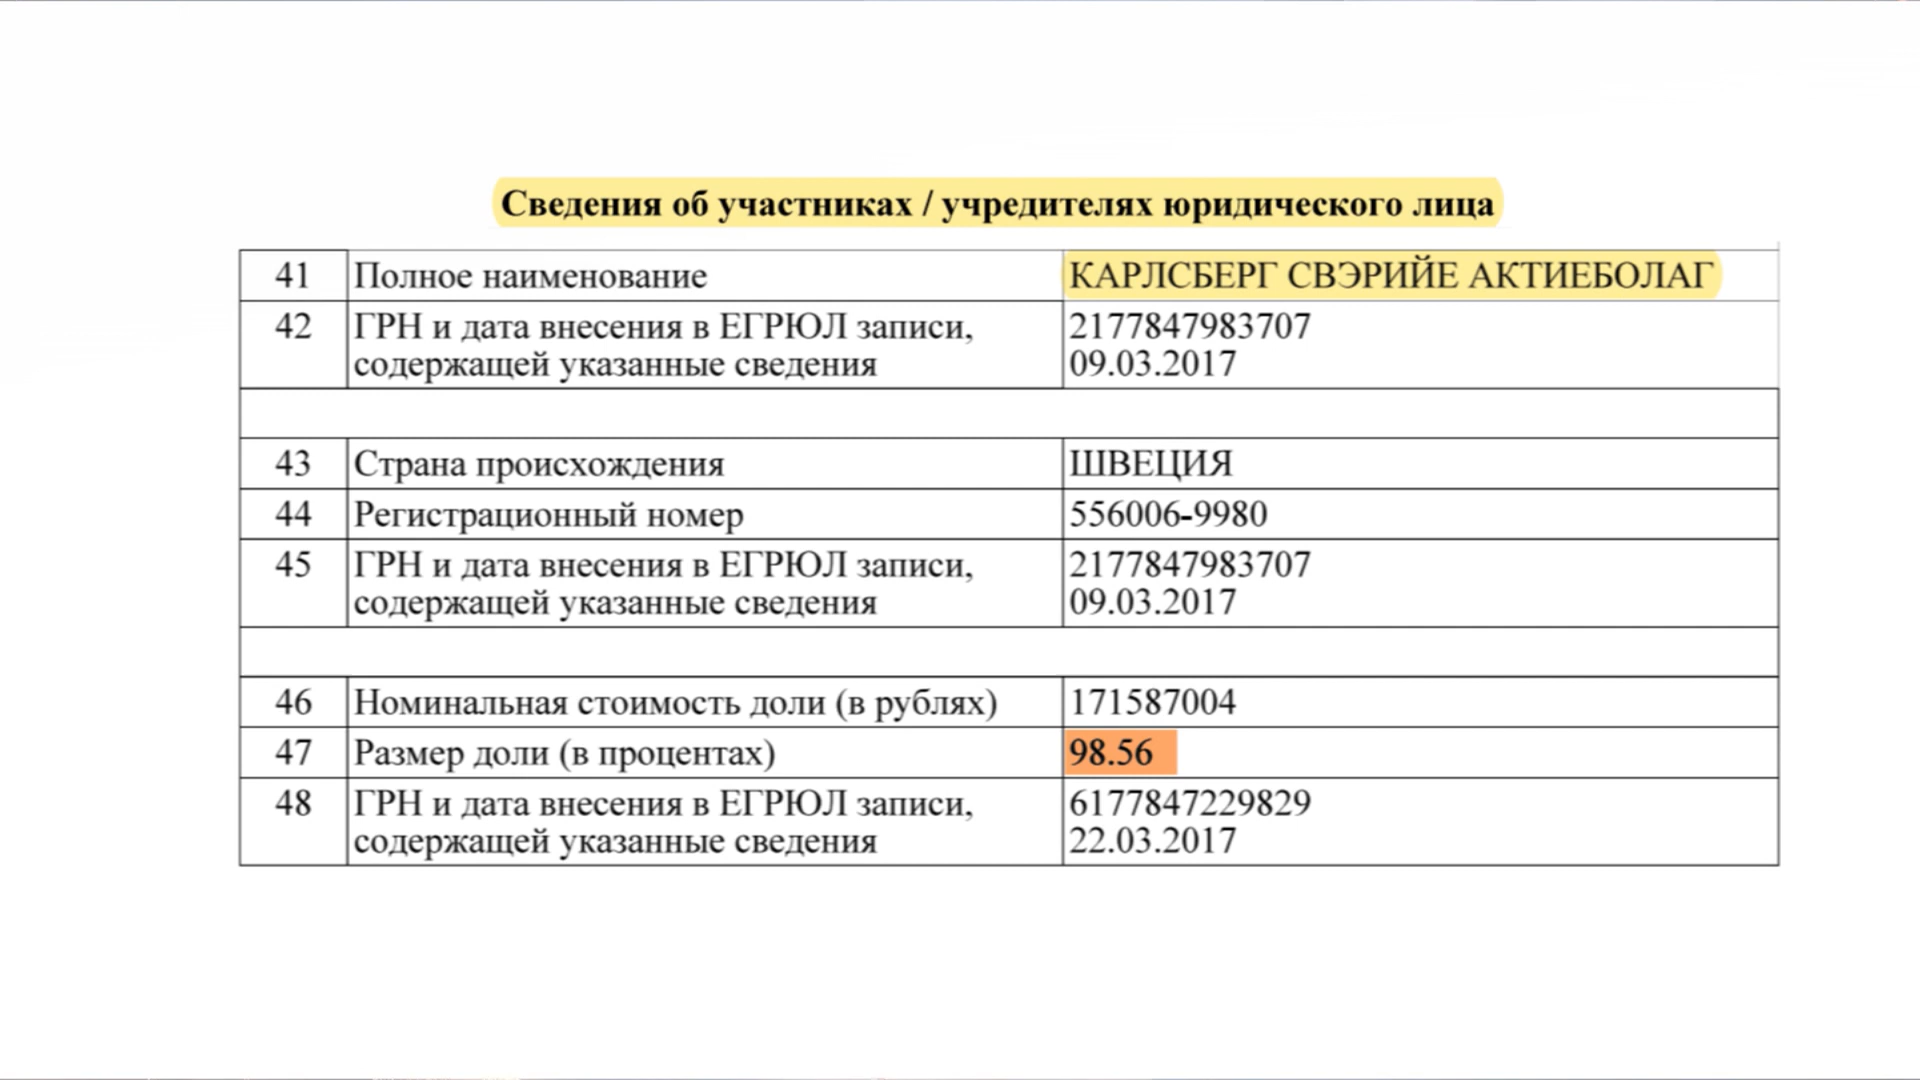 Сведения об участниках / учредителях юридического лица
41 Полное наименование КАРЛСБЕРГ СВЭРИЙЕ АКТИЕБОЛАГ
42 ГРН и дата внесения в ЕГРЮЛ записи, 2177847983707
содержащей указанные сведения 09.03.2017
43 Страна происхождения ШВЕЦИЯ
44 Регистрационный номер 556006-9980
45 ГРН и дата внесения в ЕГРЮЛ записи, 2177847983707
содержащей указанные сведения 09.03.2017
46 Номинальная стоимость доли (в рублях) 171587004
47 Размер доли (в процентах) 98.56
48 ГРН и дата внесения в ЕГРЮЛ записи, 6177847229829
содержащей указанные сведения 22.03.2017